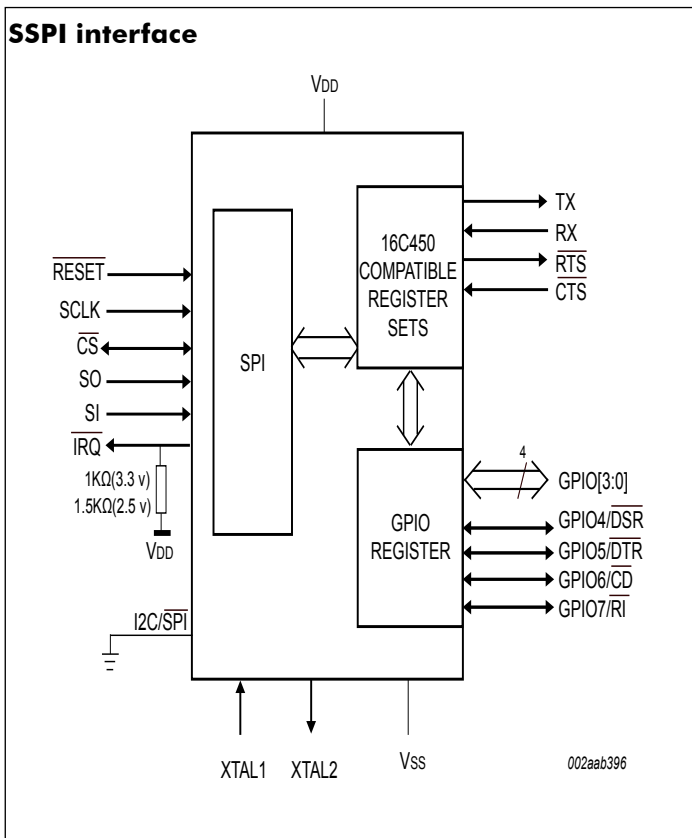 SSPI interface
VDD
RESET
SCLK
CS
SO
SI
IRQ
1KΩ(3.3 v)
1.5KΩ(2.5 v)
VDD
I2C/SPI
SPI
16C450
COMPATIBLE
REGISTER
SETS
TX
RX
RTS
CTS
GPIO
REGISTER
4
GPIO[3:0]
GPIO4/DSR
GPIO5/DTR
GPIO6/CD
GPIO7/RI
XTAL1
XTAL2
VSS
002aab396